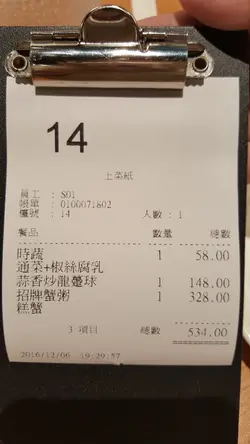 14
上菜紙
員工 : S01
帳單 : 0100071802
檯號 : 14 人數 : 1
餐品 數量 總數
時蔬 1 58.00
通菜+椒絲腐乳
蒜香炒龍躉球 1 148.00
招牌蟹粥 1 328.00
糕蟹
3 項目 總數 534.00
2016/12/06 19:29:57